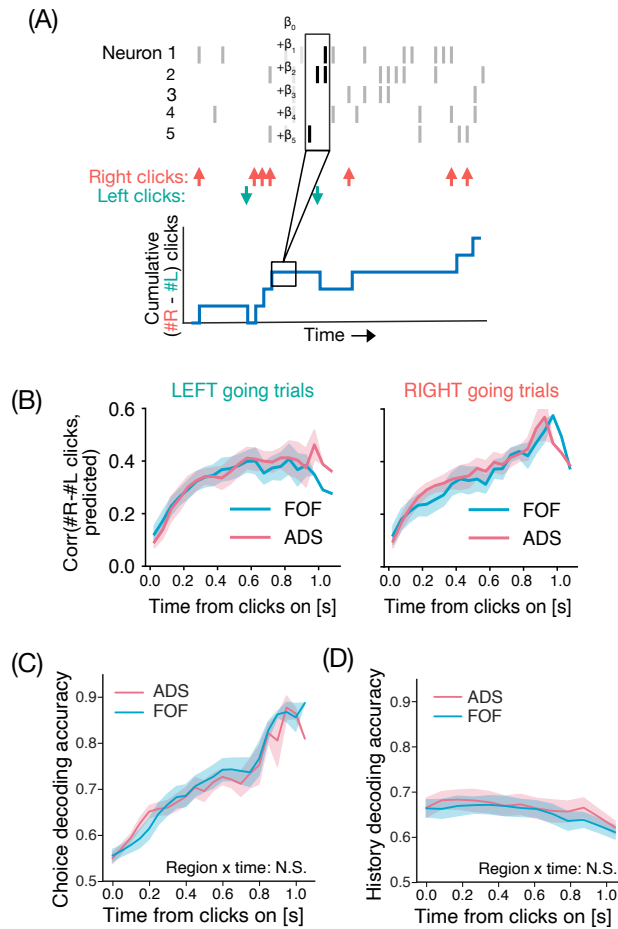 (A)
β0
Neuron 1 +β1
2 +β2
3 +β3
4 +β4
5 +β5
Right clicks:
Left clicks:
Cumulative
(#R - #L) clicks
Time
(B)
LEFT going trials
RIGHT going trials
Corr(#R-#L clicks,
predicted)
0.6
0.4
0.2
0.0
FOF
ADS
0.0 0.2 0.4 0.6 0.8 1.0
Time from clicks on [s]
FOF
ADS
0.0 0.2 0.4 0.6 0.8 1.0
Time from clicks on [s]
(C)
Choice decoding accuracy
0.9
0.8
0.7
0.6
0.5
ADS
FOF
Region x time: N.S.
0.0 0.2 0.4 0.6 0.8 1.0
Time from clicks on [s]
(D)
History decoding accuracy
0.9
0.8
0.7
0.6
0.5
ADS
FOF
Region x time: N.S.
0.0 0.2 0.4 0.6 0.8 1.0
Time from clicks on [s]